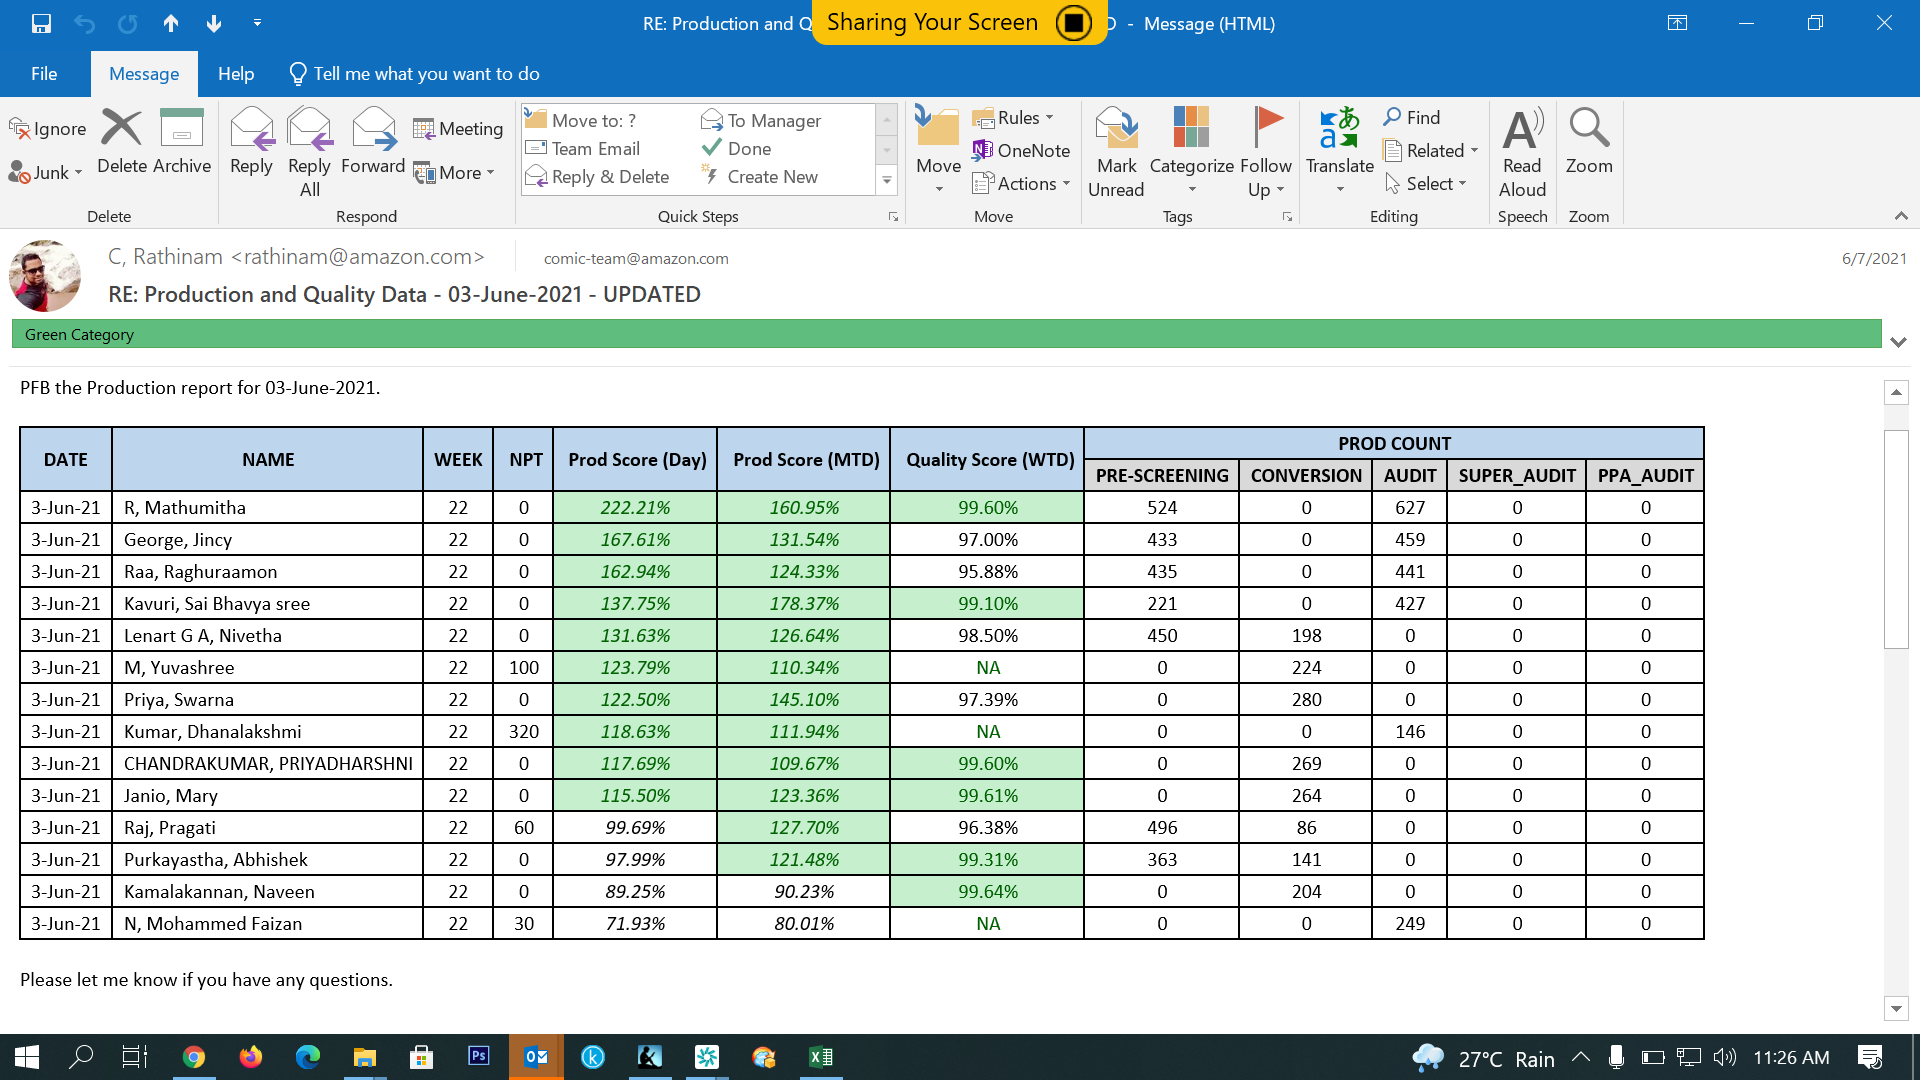 RE: Production and Q
Sharing Your Screen
D - Message (HTML)
File
Message
Help
Tell me what you want to do
Ignore
Junk
Delete
Archive
Delete
Reply
Reply All
Forward
Meeting
More
Respond
Move to: ?
Team Email
Reply & Delete
To Manager
Done
Create New
Quick Steps
Move
Rules
OneNote
Actions
Move
Mark Unread
Categorize
Follow Up
Tags
Translate
Find
Related
Select
Editing
Read Aloud
Speech
Zoom
Zoom
C, Rathinam <rathinam@amazon.com>
comic-team@amazon.com
6/7/2021
RE: Production and Quality Data - 03-June-2021 - UPDATED
Green Category
PFB the Production report for 03-June-2021.
DATE NAME WEEK NPT Prod Score (Day) Prod Score (MTD) Quality Score (WTD) PROD COUNT
PRE-SCREENING CONVERSION AUDIT SUPER_AUDIT PPA_AUDIT
3-Jun-21 R, Mathumitha 22 0 222.21% 160.95% 99.60% 524 0 627 0 0
3-Jun-21 George, Jincy 22 0 167.61% 131.54% 97.00% 433 0 459 0 0
3-Jun-21 Raa, Raghuraamon 22 0 162.94% 124.33% 95.88% 435 0 441 0 0
3-Jun-21 Kavuri, Sai Bhavya sree 22 0 137.75% 178.37% 99.10% 221 0 427 0 0
3-Jun-21 Lenart G A, Nivetha 22 0 131.63% 126.64% 98.50% 450 198 0 0 0
3-Jun-21 M, Yuvashree 22 100 123.79% 110.34% NA 0 224 0 0 0
3-Jun-21 Priya, Swarna 22 0 122.50% 145.10% 97.39% 0 280 0 0 0
3-Jun-21 Kumar, Dhanalakshmi 22 320 118.63% 111.94% NA 0 0 146 0 0
3-Jun-21 CHANDRAKUMAR, PRIYADHARSHNI 22 0 117.69% 109.67% 99.60% 0 269 0 0 0
3-Jun-21 Janio, Mary 22 0 115.50% 123.36% 99.61% 0 264 0 0 0
3-Jun-21 Raj, Pragati 22 60 99.69% 127.70% 96.38% 496 86 0 0 0
3-Jun-21 Purkayastha, Abhishek 22 0 97.99% 121.48% 99.31% 363 141 0 0 0
3-Jun-21 Kamalakannan, Naveen 22 0 89.25% 90.23% 99.64% 0 204 0 0 0
3-Jun-21 N, Mohammed Faizan 22 30 71.93% 80.01% NA 0 0 249 0 0
Please let me know if you have any questions.
27°C Rain
11:26 AM